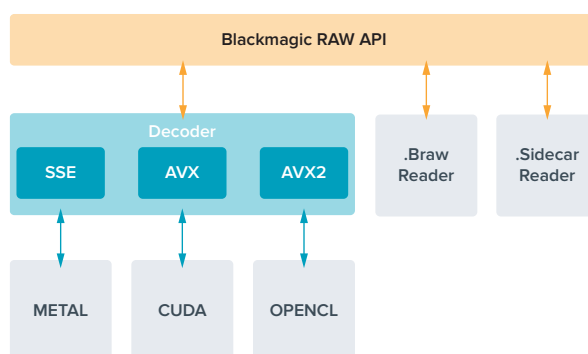 Blackmagic RAW API
Decoder
SSE
AVX
AVX2
.Braw
Reader
.Sidecar
Reader
METAL
CUDA
OPENCL